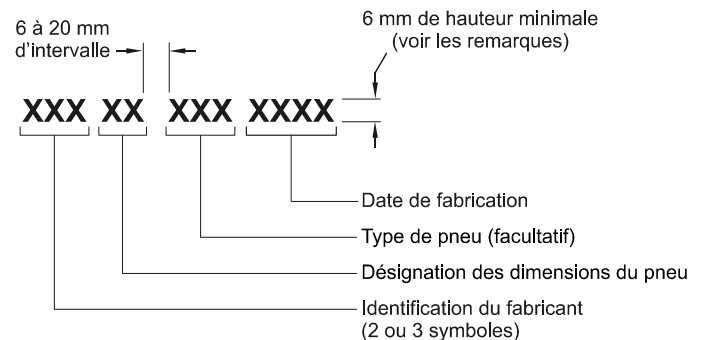 6 à 20 mm
d'intervalle
6 mm de hauteur minimale
(voir les remarques)
XXX XX XXX XXXX
Date de fabrication
Type de pneu (facultatif)
Désignation des dimensions du pneu
Identification du fabricant
(2 ou 3 symboles)